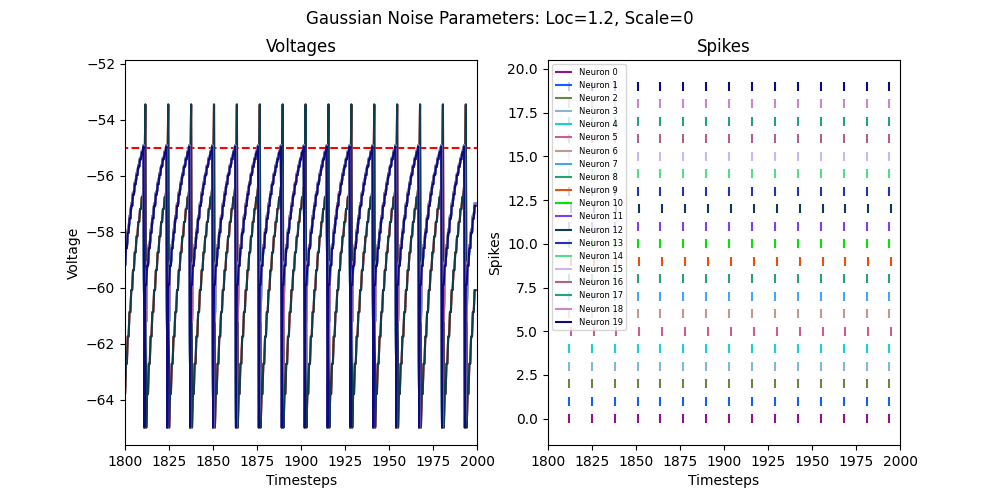 Gaussian Noise Parameters: Loc=1.2, Scale=0
Voltages
−52
−54
−56
−58
−60
−62
−64
Voltage
1800
1825
1850
1875
1900
1925
1950
1975
2000
Timesteps
Spikes
20.0
17.5
15.0
12.5
10.0
7.5
5.0
2.5
0.0
Spikes
Neuron 0
Neuron 1
Neuron 2
Neuron 3
Neuron 4
Neuron 5
Neuron 6
Neuron 7
Neuron 8
Neuron 9
Neuron 10
Neuron 11
Neuron 12
Neuron 13
Neuron 14
Neuron 15
Neuron 16
Neuron 17
Neuron 18
Neuron 19
1800
1825
1850
1875
1900
1925
1950
1975
2000
Timesteps